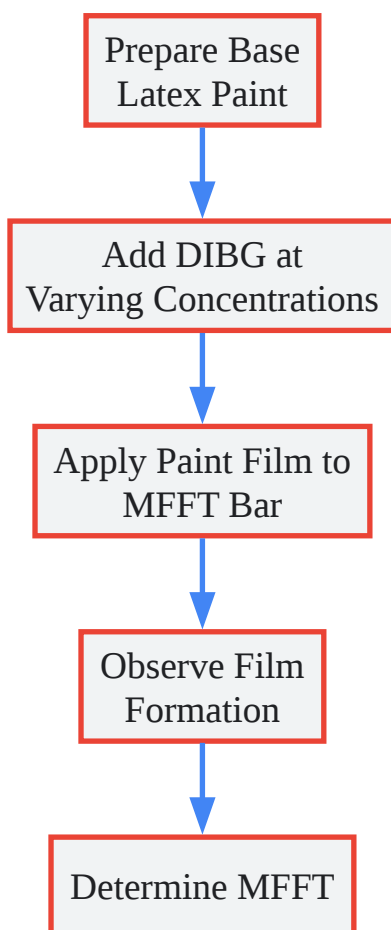 Prepare Base
Latex Paint
Add DIBG at
Varying Concentrations
Apply Paint Film to
MFFT Bar
Observe Film
Formation
Determine MFFT